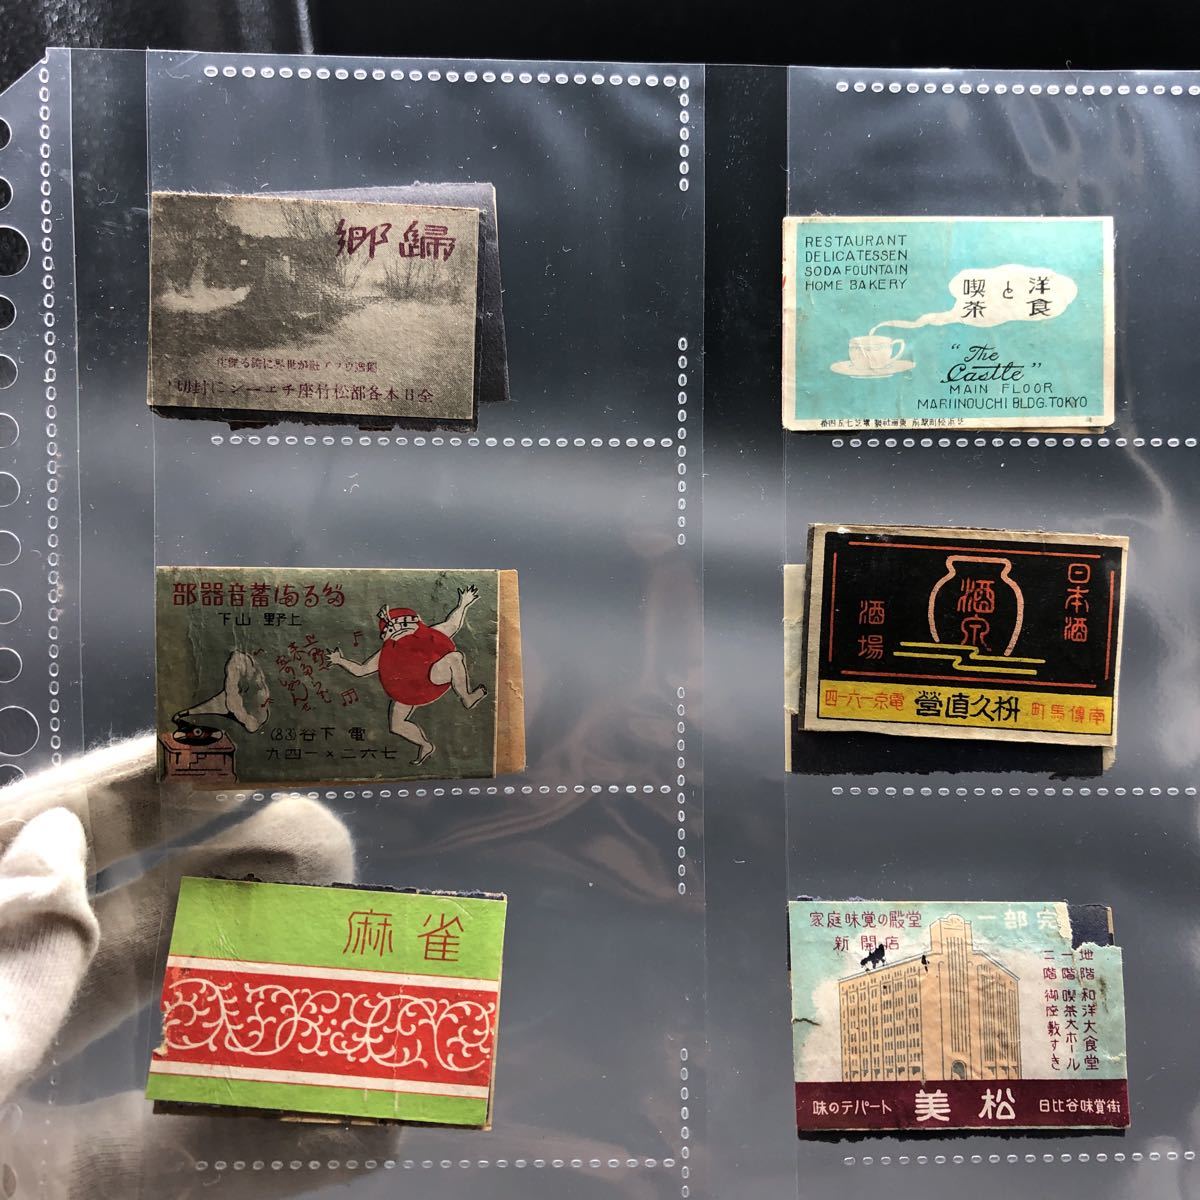 郷歸
全日本各都松竹座チエーンに封切
RESTAURANT
DELICATESSEN
SODA FOUNTAIN
HOME BAKERY
洋食
と
喫茶
"The
Castle"
MAIN FLOOR
MARUNOUCHI BLDG. TOKYO
部器音蓄
下山 野上
電 下谷(83)
九四一×二六七
日本酒
酒泉
酒場
四一六一京電
營直久枡
町馬傳南
麻雀
家庭味覚の殿堂
新開店
一部完
地階 和洋大食堂
一階 喫茶大ホール
二階 御座敷すき
味のデパート
美松
日比谷味覚街